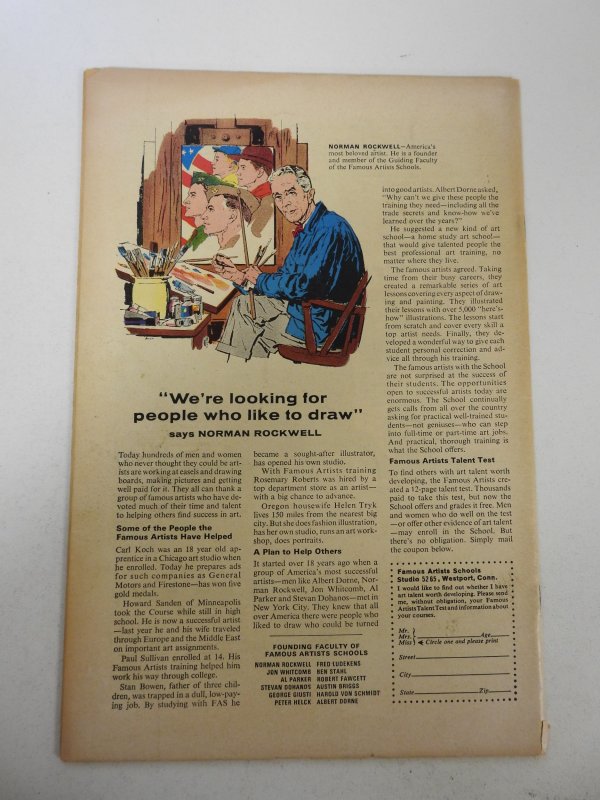 NORMAN ROCKWELL—America's
most beloved artist. He is a founder
and member of the Guiding Faculty
of the Famous Artists Schools.
"We're looking for
people who like to draw"
says NORMAN ROCKWELL
Today hundreds of men and women
who never thought they could be art-
ists are working at easels and drawing
boards, making pictures and getting
well paid for it. They all can thank a
group of famous artists who have de-
voted much of their time and talent
to helping others find success in art.
Some of the People the
Famous Artists Have Helped
Carl Koch was an 18 year old ap-
prentice in a Chicago art studio when
he enrolled. Today he prepares ads
for such companies as General
Motors and Firestone—has won five
gold medals.
Howard Sanden of Minneapolis
took the Course while still in high
school. He is now a successful artist
—last year he and his wife traveled
through Europe and the Middle East
on important art assignments.
Paul Sullivan enrolled at 14. His
Famous Artists training helped him
work his way through college.
Stan Bowen, father of three chil-
dren, was trapped in a dull, low-pay-
ing job. By studying with FAS he
became a sought-after illustrator,
has opened his own studio.
With Famous Artists training
Rosemary Roberts was hired by a
top department store as an artist—
with a big chance to advance.
Oregon housewife Helen Tryk
lives 150 miles from the nearest big
city. But she does fashion illustration,
has her own studio, runs an art work-
shop, does portraits.
A Plan to Help Others
It started over 18 years ago when a
group of America's most successful
artists—men like Albert Dorne, Nor-
man Rockwell, Jon Whitcomb, Al
Parker and Stevan Dohanos—met in
New York City. They knew that all
over America there were people who
liked to draw who could be turned
FOUNDING FACULTY OF
FAMOUS ARTISTS SCHOOLS
NORMAN ROCKWELL FRED LUDEKENS
JON WHITCOMB BEN STAHL
AL PARKER ROBERT FAWCETT
STEVAN DOHANOS AUSTIN BRIGGS
GEORGE GIUSTI HAROLD VON SCHMIDT
PETER HELCK ALBERT DORNE
into good artists. Albert Dorne asked,
"Why can't we give these people the
training they need—including all the
trade secrets and know-how we've
learned over the years?"
He suggested a new kind of art
school—a home study art school—
that would give talented people the
best professional art training, no
matter where they live.
The famous artists agreed. Taking
time from their busy careers, they
created a remarkable series of art
lessons covering every aspect of draw-
ing and painting. They illustrated
their lessons with over 5,000 "here's-
how" illustrations. The lessons start
from scratch and cover every skill a
top artist needs. Finally, they de-
veloped a wonderful way to give each
student personal correction and ad-
vice all through his training.
The famous artists with the School
are not surprised at the success of
their students. The opportunities
open to successful artists today are
enormous. The School continually
gets calls from all over the country
asking for practical well-trained stu-
dents—not geniuses—who can step
into full-time or part-time art jobs.
And practical, thorough training is
what the School offers.
Famous Artists Talent Test
To find others with art talent worth
developing, the Famous Artists cre-
ated a 12-page talent test. Thousands
paid to take this test, but now the
School offers and grades it free. Men
and women who do well on the test
—or offer other evidence of art talent
—may enroll in the School. But
there's no obligation. Simply mail
the coupon below.
Famous Artists Schools
Studio 5265, Westport, Conn.
I would like to find out whether I have
art talent worth developing. Please send
me, without obligation, your Famous
Artists Talent Test and information about
your courses.
Mr.
Mrs. Age
Miss Circle one and please print
Street
City
State Zip